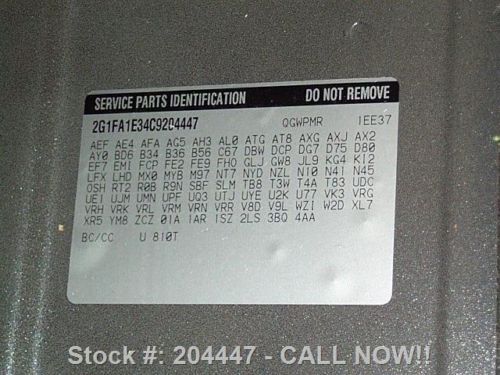 SERVICE PARTS IDENTIFICATION DO NOT REMOVE
2G1FA1E34C9204447 QGWPMR 1EE37
AEF AE4 AFA AG5 AH3 AL0 ATG AT8 AXG AXJ AX2
AY0 BD6 B34 B36 B56 C67 DBW DCP DG7 D75 D80
EF7 EMI FCP FE2 FE9 FHO GLJ GW8 JL9 KG4 K12
LFX LHD MX0 MYB M97 NT7 NYD NZL N10 N41 N45
OSH RT2 R08 R9N SBF SLM TB8 T3W T4A T83 UDC
UE1 UJM UMN UPF UQ3 UTJ UYE U2K U77 VK3 VRG
VRH VRK VRL VRM VRN VRR V8D V9L WZ1 W2D XL7
XR5 YM8 ZCZ 01A 1AR 1SZ 2LS 3BQ 4AA
BC/CC U 810T
Stock #: 204447 - CALL NOW!!